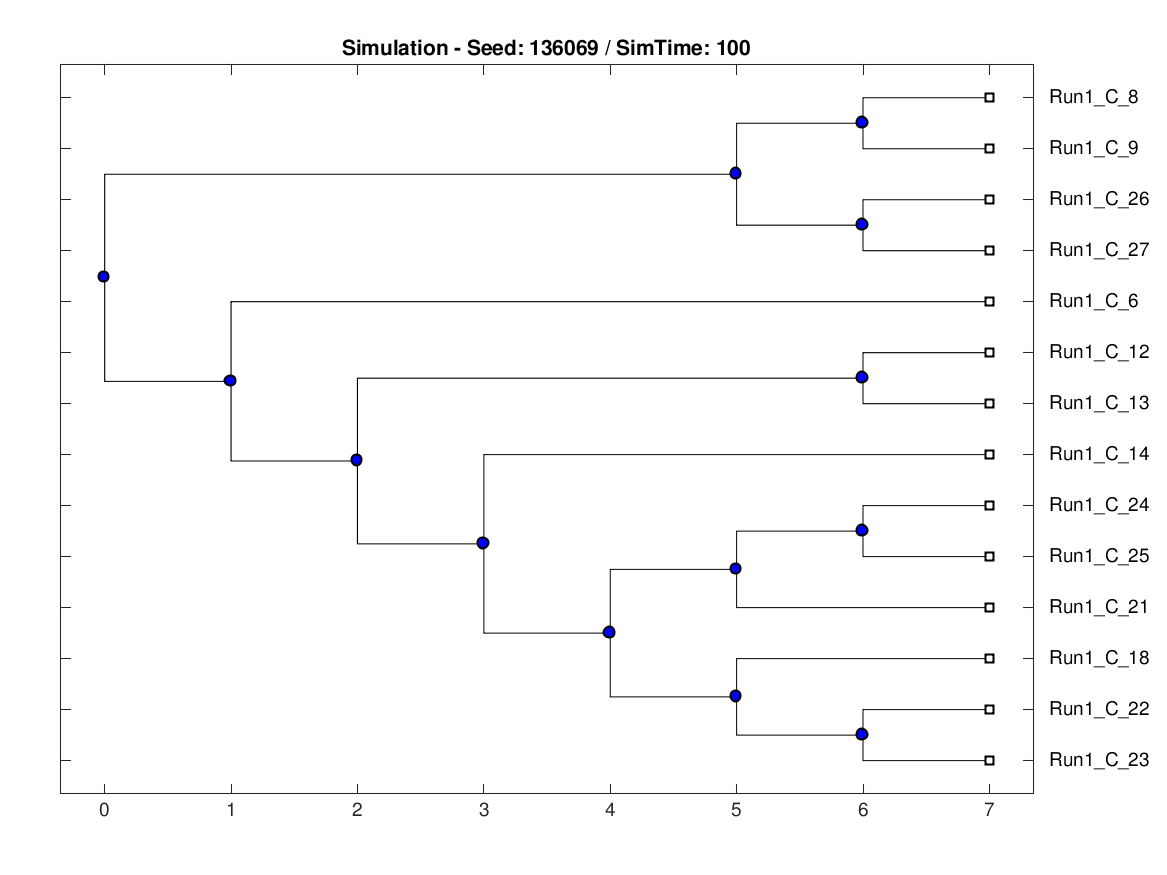 Simulation - Seed: 136069 / SimTime: 100
Run1_C_8
Run1_C_9
Run1_C_26
Run1_C_27
Run1_C_6
Run1_C_12
Run1_C_13
Run1_C_14
Run1_C_24
Run1_C_25
Run1_C_21
Run1_C_18
Run1_C_22
Run1_C_23
0 1 2 3 4 5 6 7